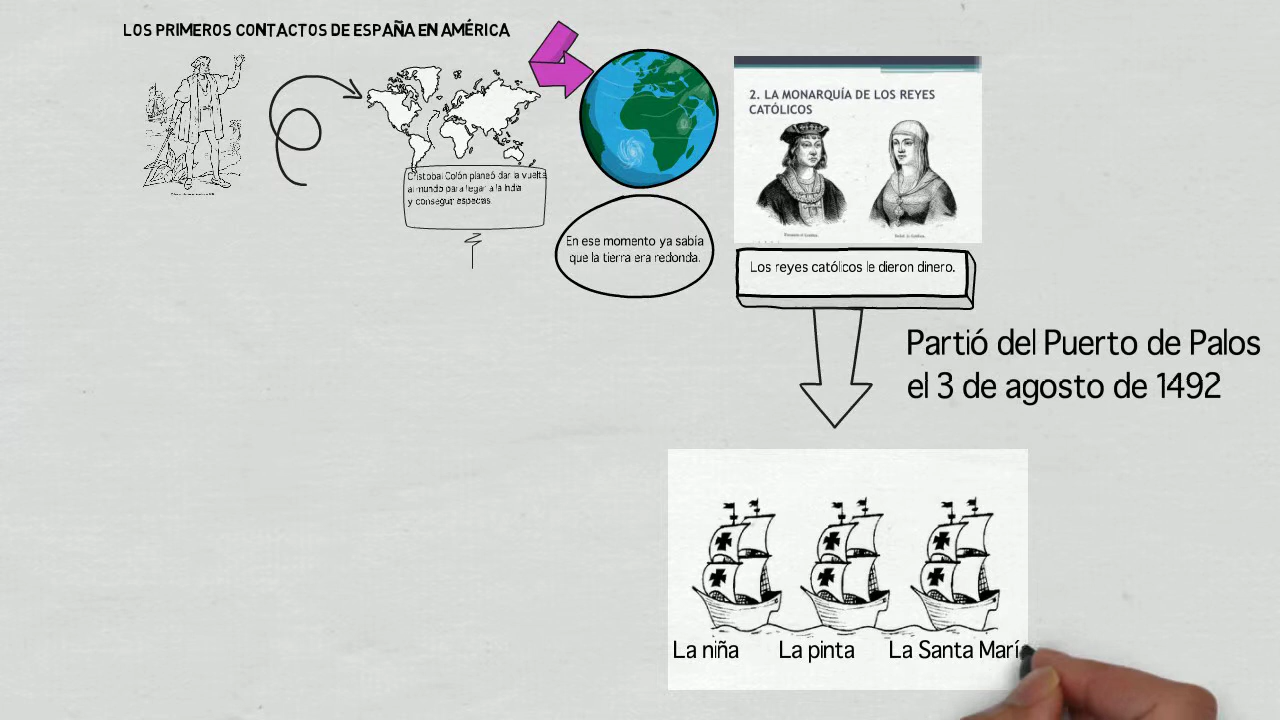 LOS PRIMEROS CONTACTOS DE ESPAÑA EN AMÉRICA
Cristobal Colón planeó dar la vuelta
al mundo para llegar a la India
y conseguir especias.
En ese momento ya sabía
que la tierra era redonda.
2. LA MONARQUÍA DE LOS REYES
CATÓLICOS
Los reyes católicos le dieron dinero.
Partió del Puerto de Palos
el 3 de agosto de 1492
La niña
La pinta
La Santa Marí